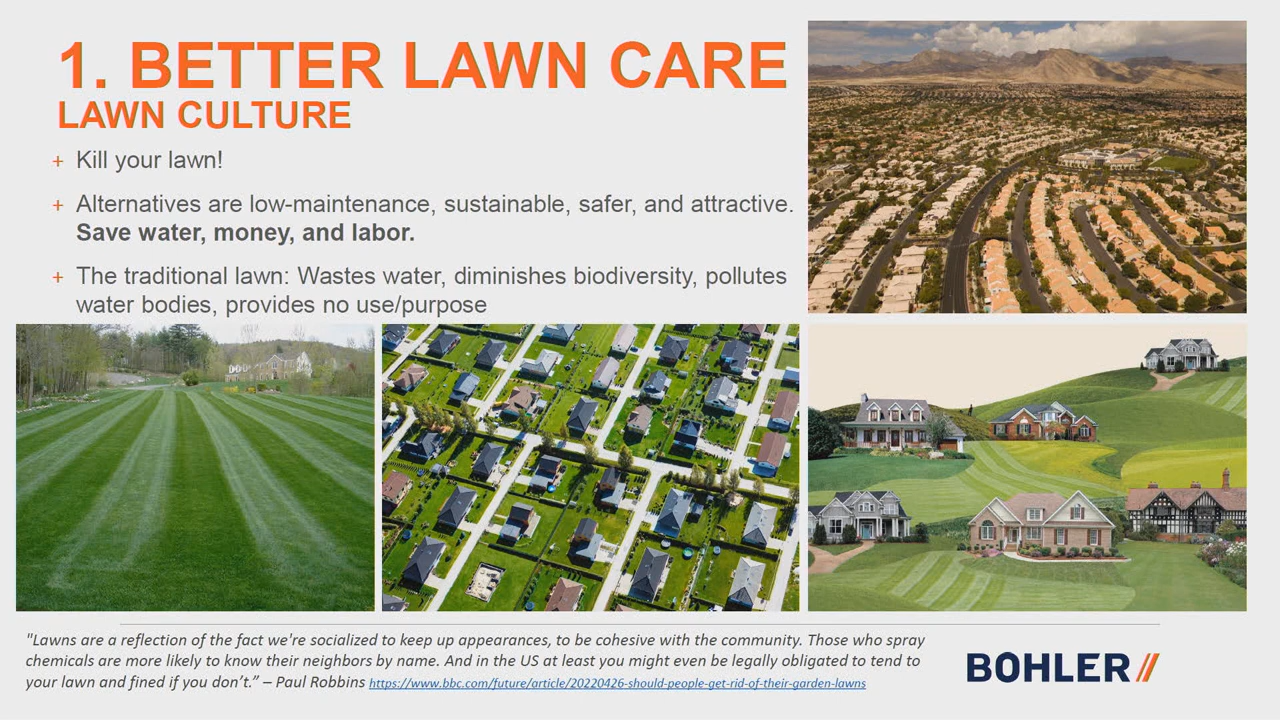 1. BETTER LAWN CARE
LAWN CULTURE
+ Kill your lawn!
+ Alternatives are low-maintenance, sustainable, safer, and attractive.
Save water, money, and labor.
+ The traditional lawn: Wastes water, diminishes biodiversity, pollutes
water bodies, provides no use/purpose
"Lawns are a reflection of the fact we're socialized to keep up appearances, to be cohesive with the community. Those who spray
chemicals are more likely to know their neighbors by name. And in the US at least you might even be legally obligated to tend to
your lawn and fined if you don't." – Paul Robbins https://www.bbc.com/future/article/20220426-should-people-get-rid-of-their-garden-lawns
BOHLER//